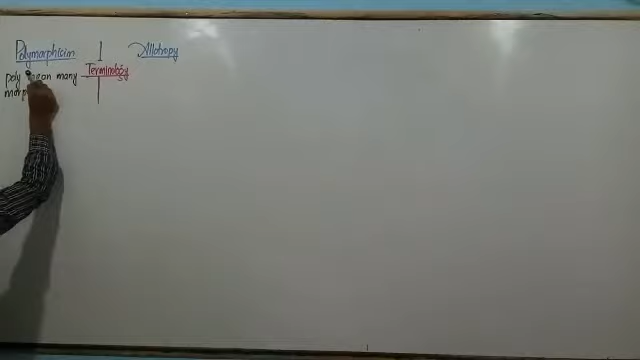 Polymorphism
Allotropy
Terminology
Poly mean many
morp